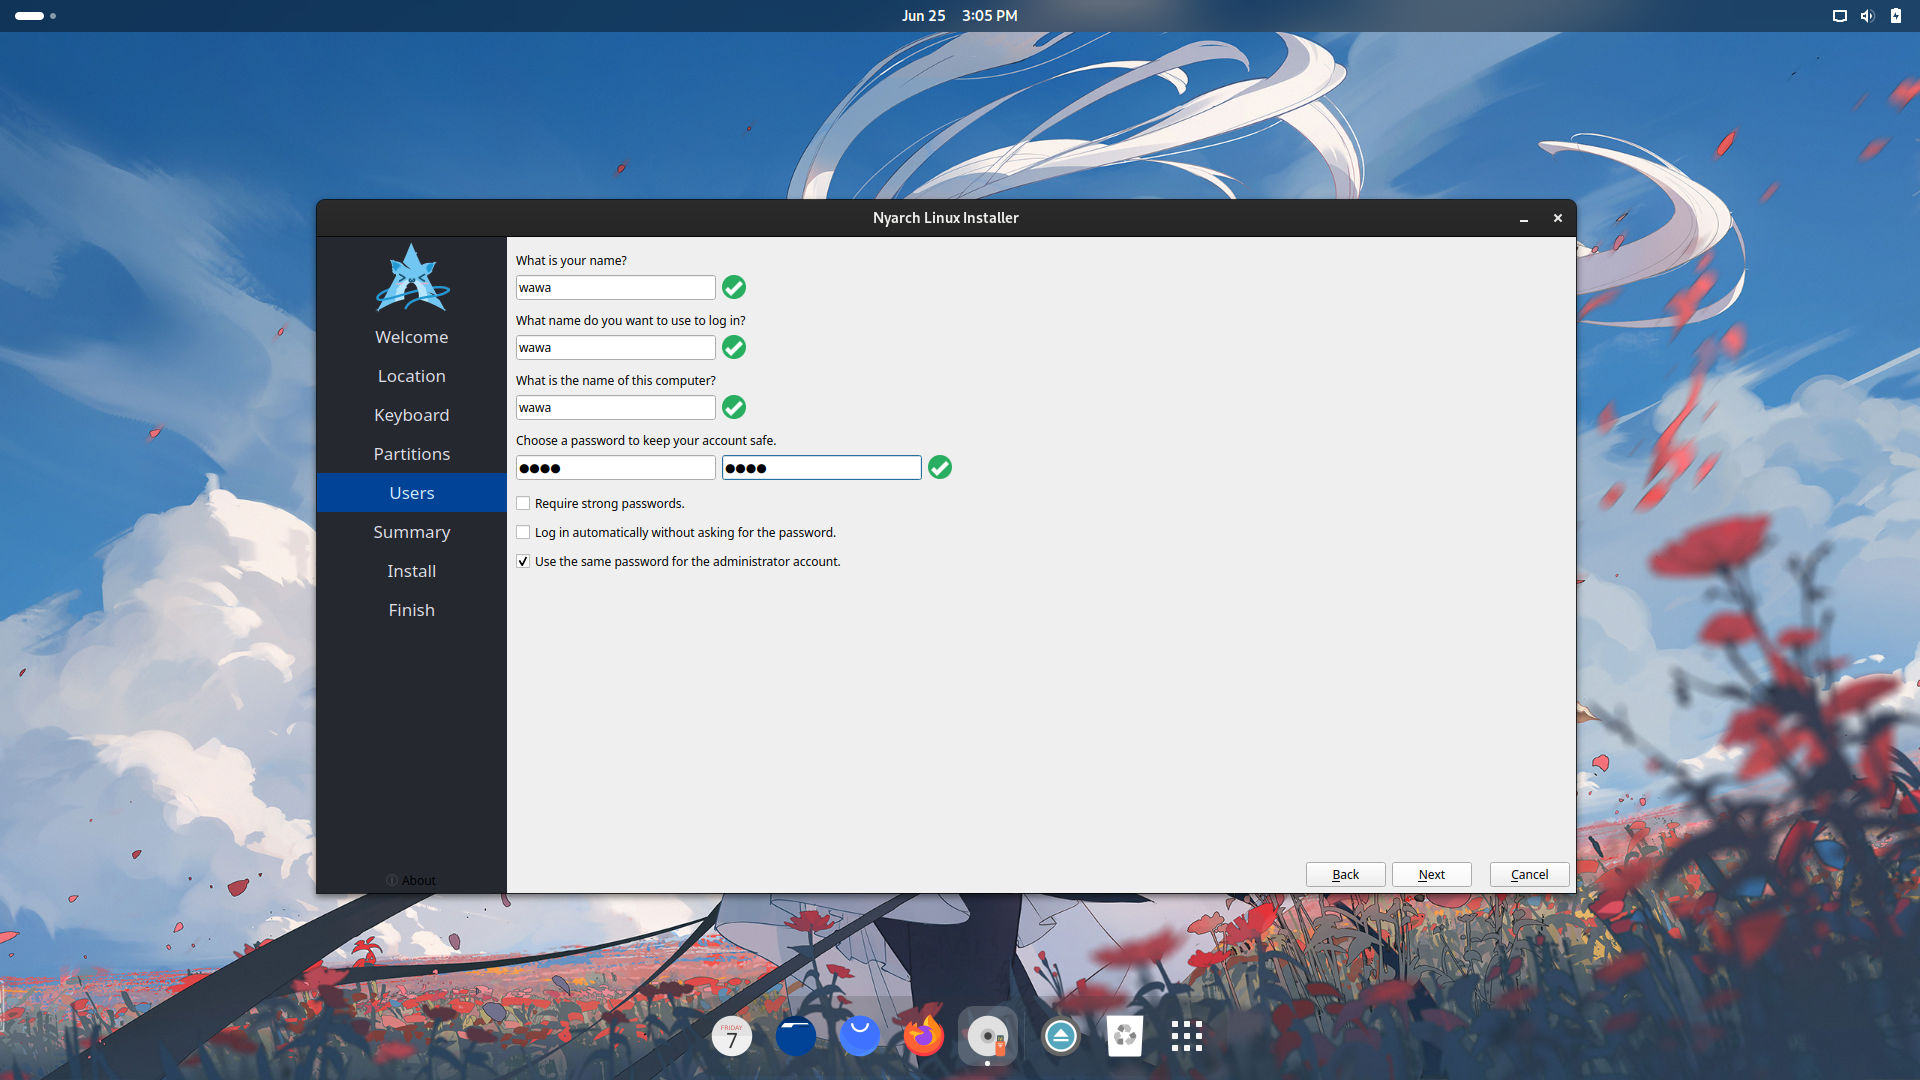 Jun 25 3:05 PM
Nyarch Linux Installer
Welcome
Location
Keyboard
Partitions
Users
Summary
Install
Finish
About
What is your name?
wawa
What name do you want to use to log in?
wawa
What is the name of this computer?
wawa
Choose a password to keep your account safe.
●●●● ●●●●
Require strong passwords.
Log in automatically without asking for the password.
Use the same password for the administrator account.
Back Next Cancel
FRIDAY
7